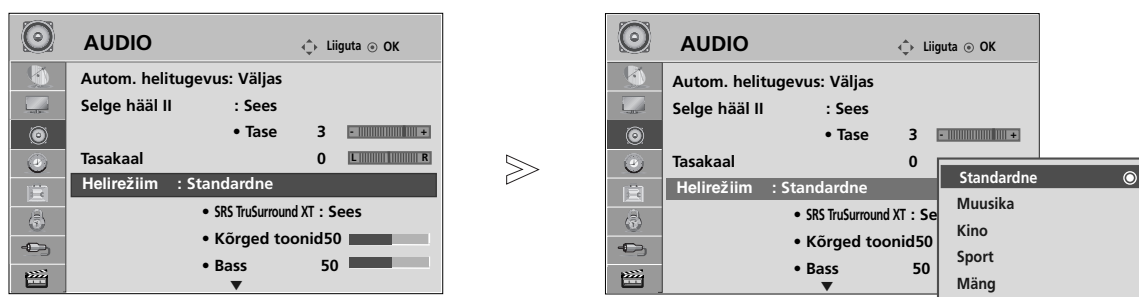 AUDIO
Liiguta OK
Autom. helitugevus: Väljas
Selge hääl II : Sees
• Tase 3 - +
Tasakaal 0 L R
Helirežiim : Standardne
• SRS TruSurround XT : Sees
• Kõrged toonid50
• Bass 50
AUDIO
Liiguta OK
Autom. helitugevus: Väljas
Selge hääl II : Sees
• Tase 3 - +
Tasakaal 0
Helirežiim : Standardne
• SRS TruSurround XT : Se
• Kõrged toonid50
• Bass 50
Standardne
Muusika
Kino
Sport
Mäng